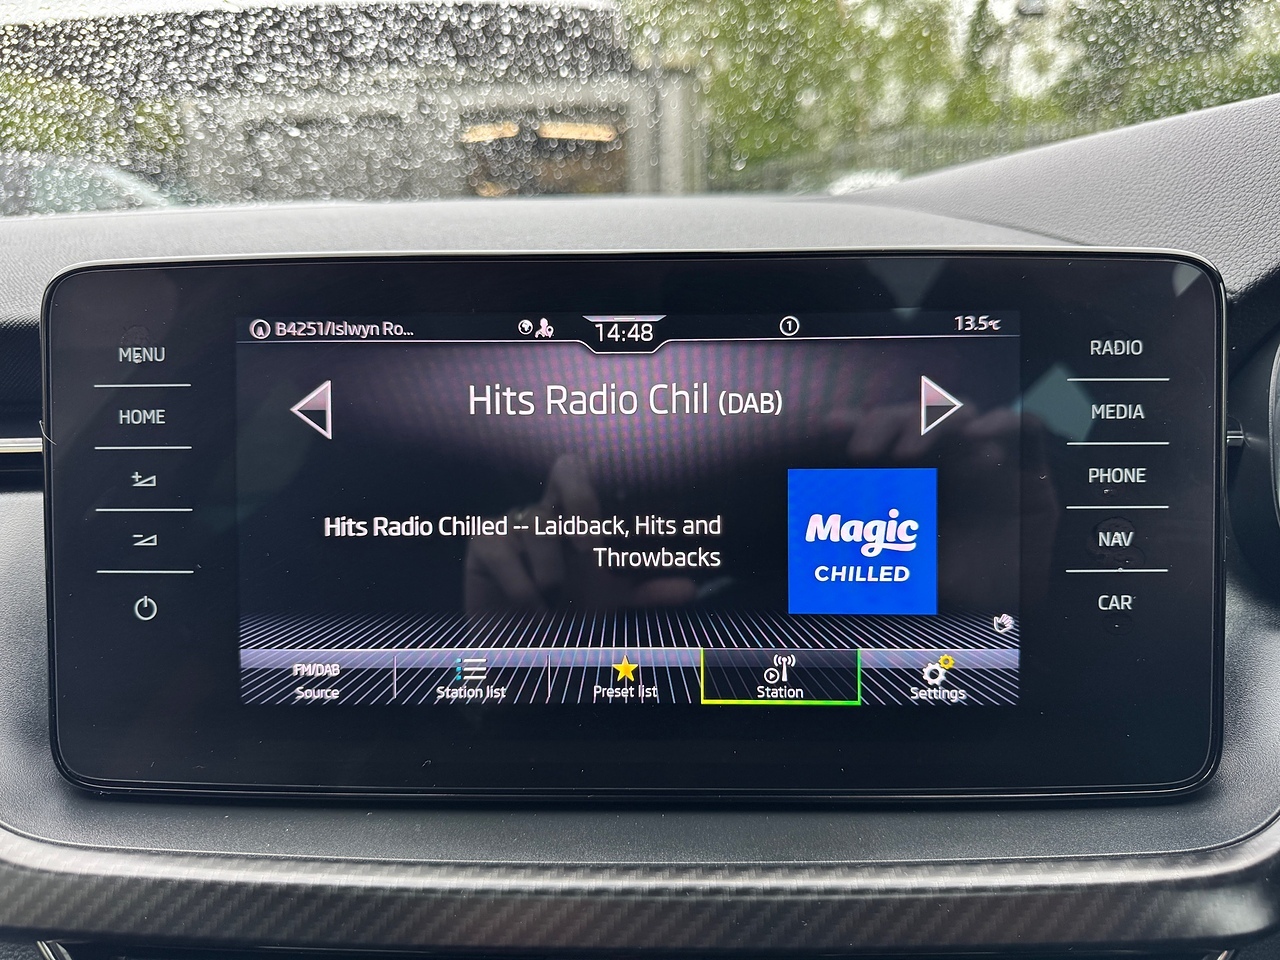 B4251/Islwyn Ro...
14:48
1
13.5°C
MENU
HOME
RADIO
MEDIA
PHONE
NAV
CAR
Hits Radio Chil (DAB)
Hits Radio Chilled -- Laidback, Hits and
Throwbacks
Magic
CHILLED
FM/DAB
Source
Station list
Preset list
Station
Settings